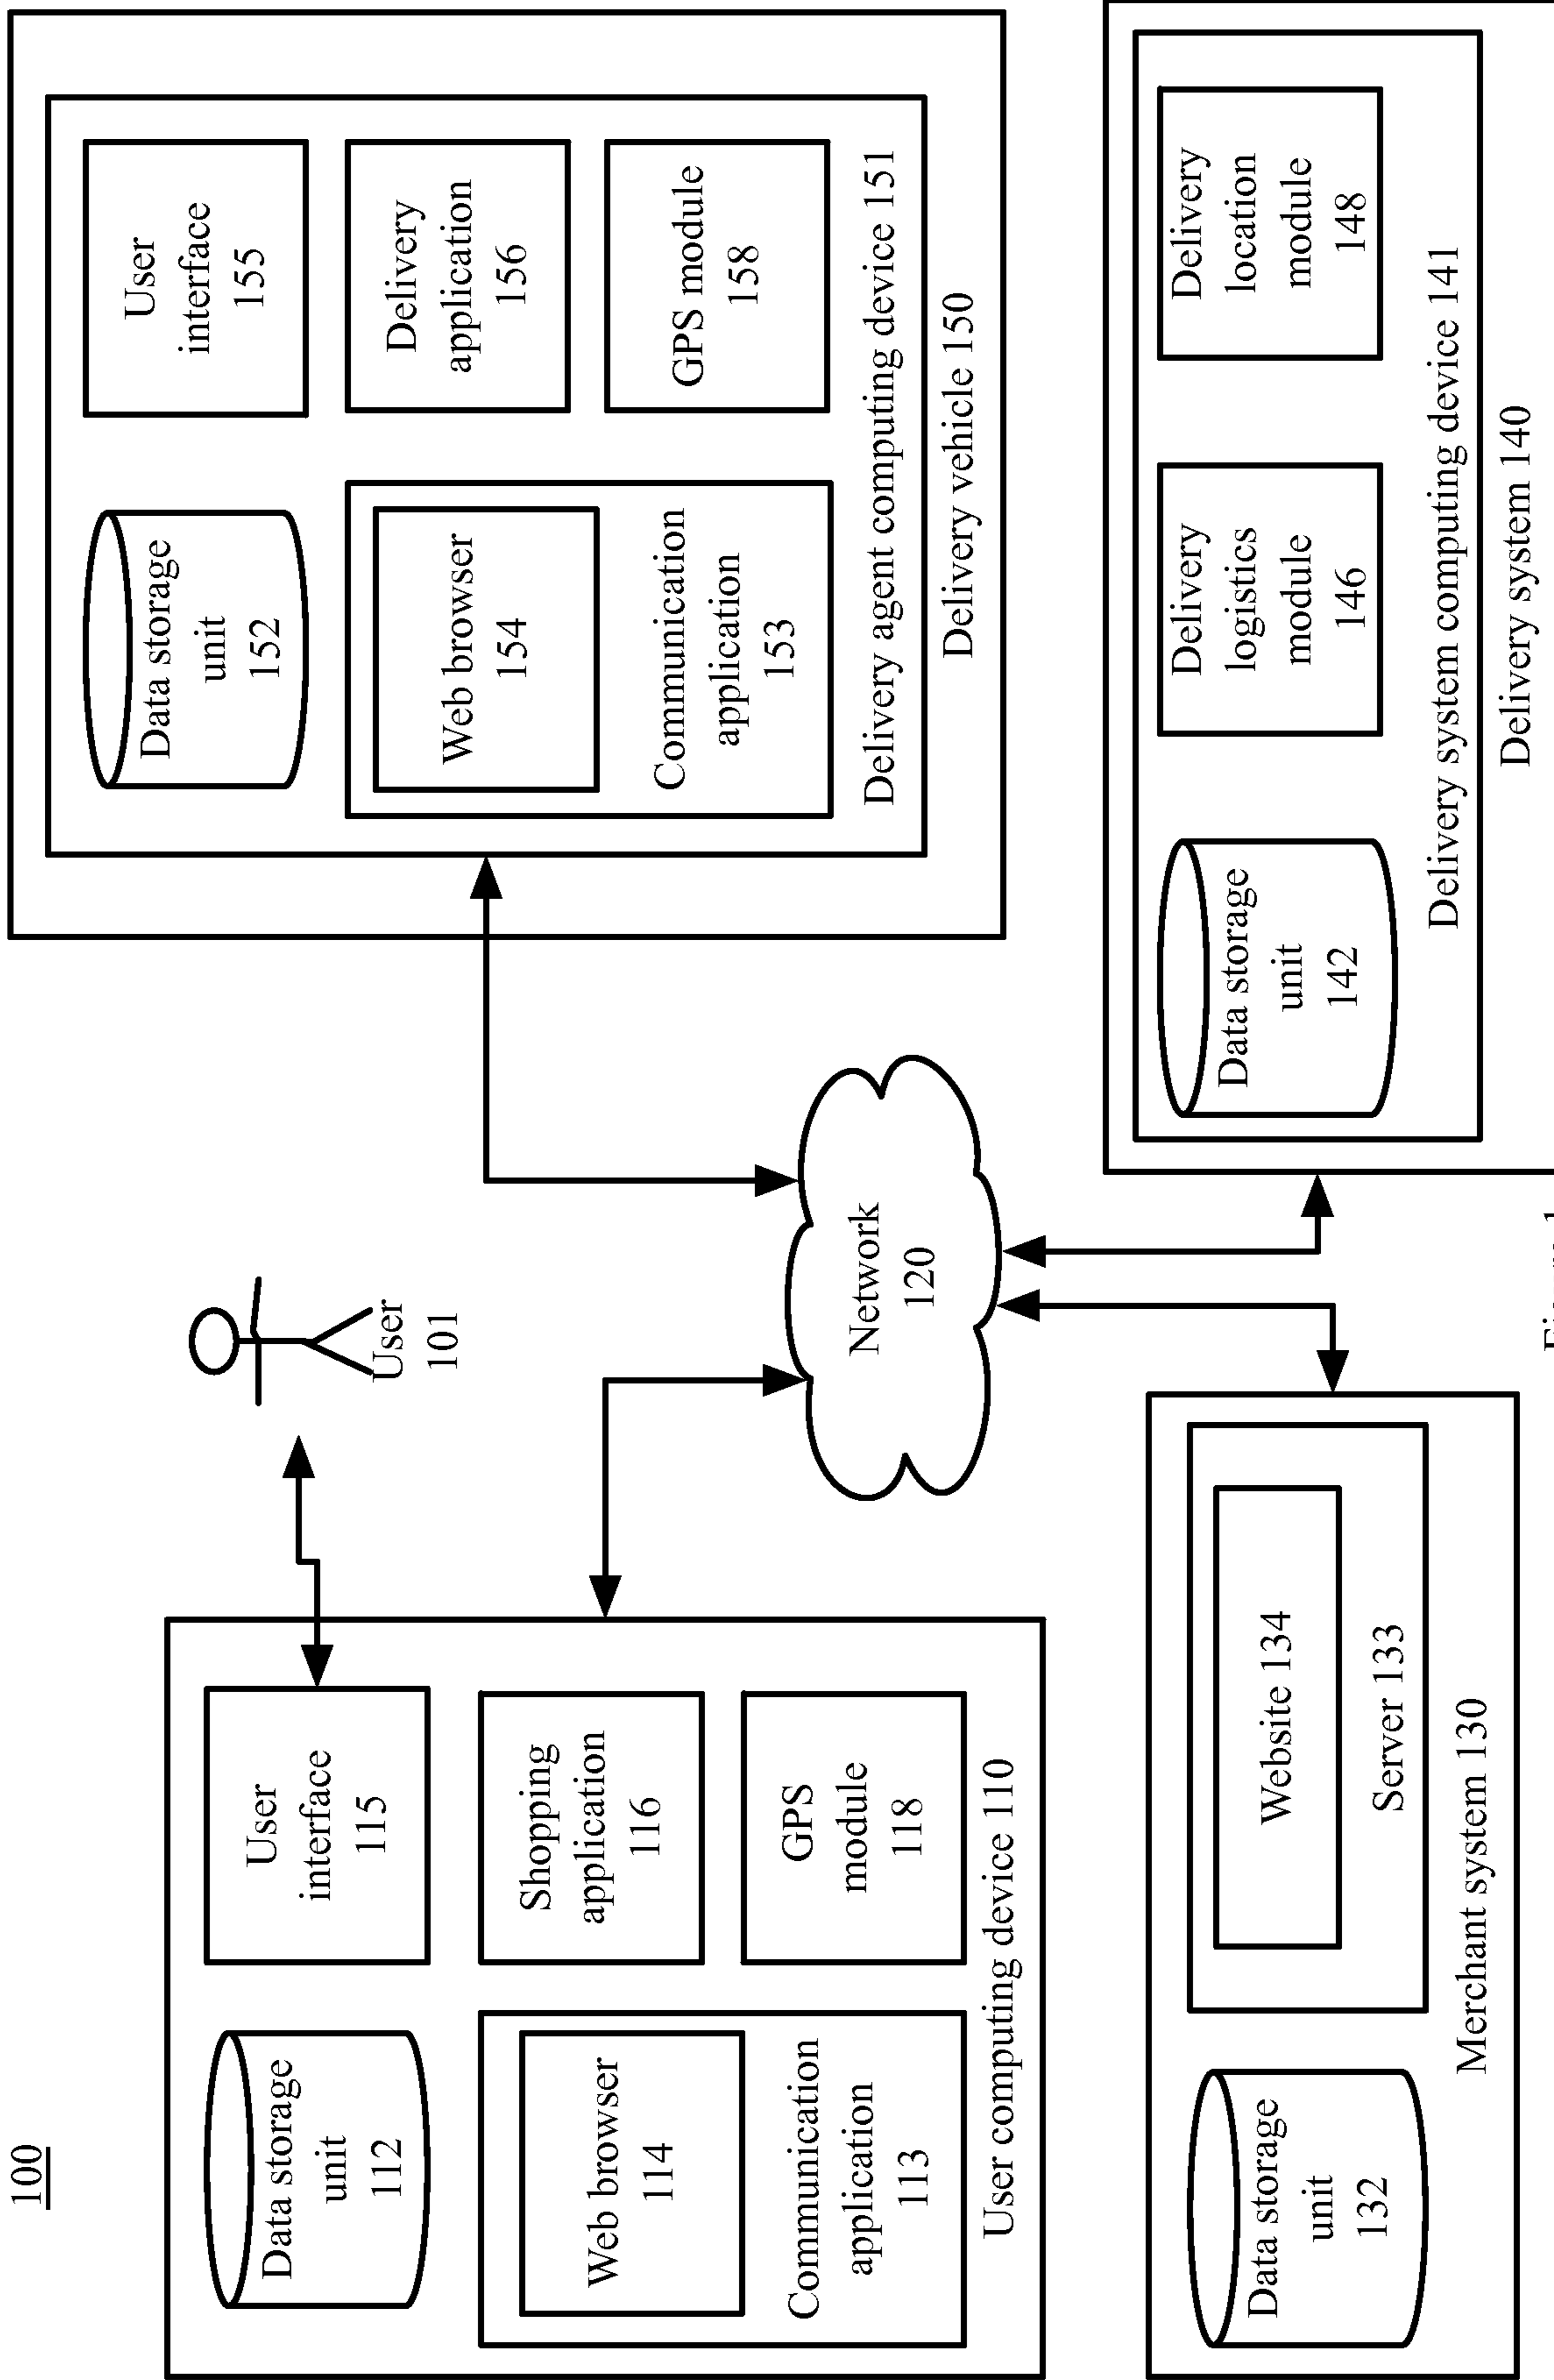 100
User
101
Data storage
unit
112
User
interface
115
Web browser
114
Communication
application
113
Shopping
application
116
GPS
module
118
User computing device 110
Network
120
Data storage
unit
152
User
interface
155
Web browser
154
Communication
application
153
Delivery
application
156
GPS module
158
Delivery agent computing device 151
Delivery vehicle 150
Data storage
unit
132
Website 134
Server 133
Merchant system 130
Data storage
unit
142
Delivery
logistics
module
146
Delivery
location
module
148
Delivery system computing device 141
Delivery system 140